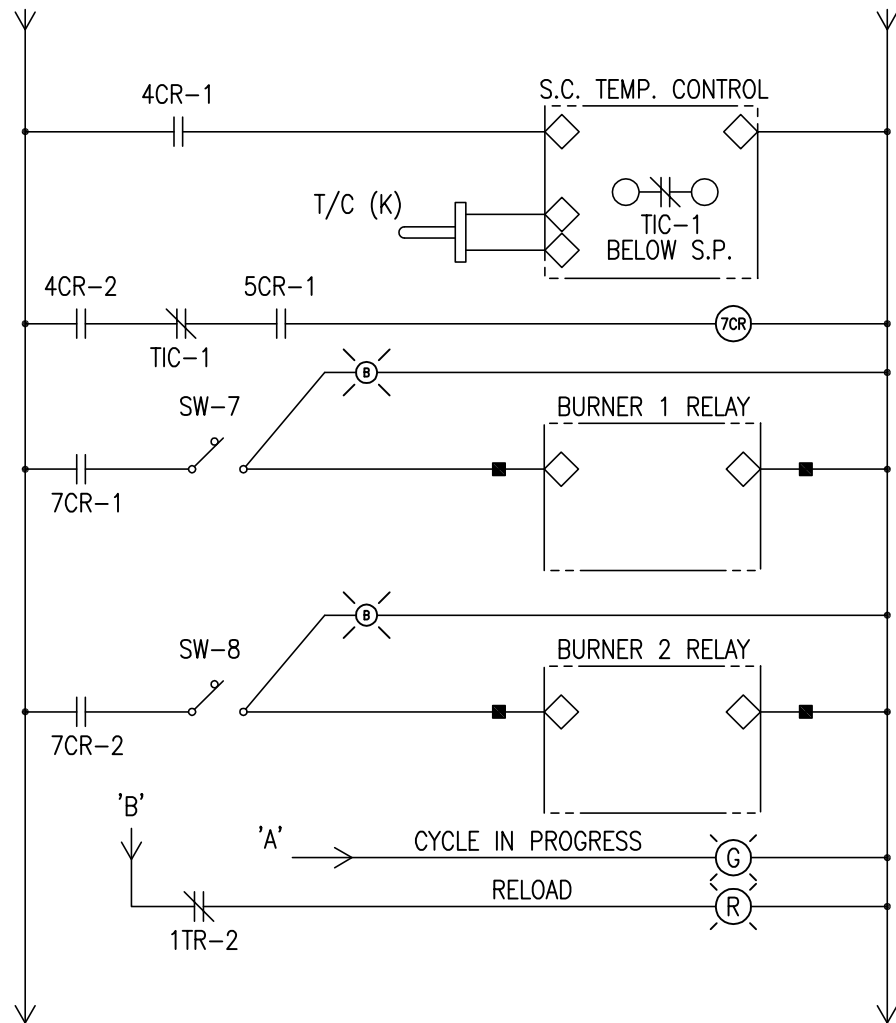 4CR-1
S.C. TEMP. CONTROL
T/C (K)
TIC-1
BELOW S.P.
4CR-2
TIC-1
5CR-1
7CR
B
SW-7
BURNER 1 RELAY
7CR-1
B
SW-8
BURNER 2 RELAY
7CR-2
'B'
'A'
CYCLE IN PROGRESS
G
RELOAD
R
1TR-2